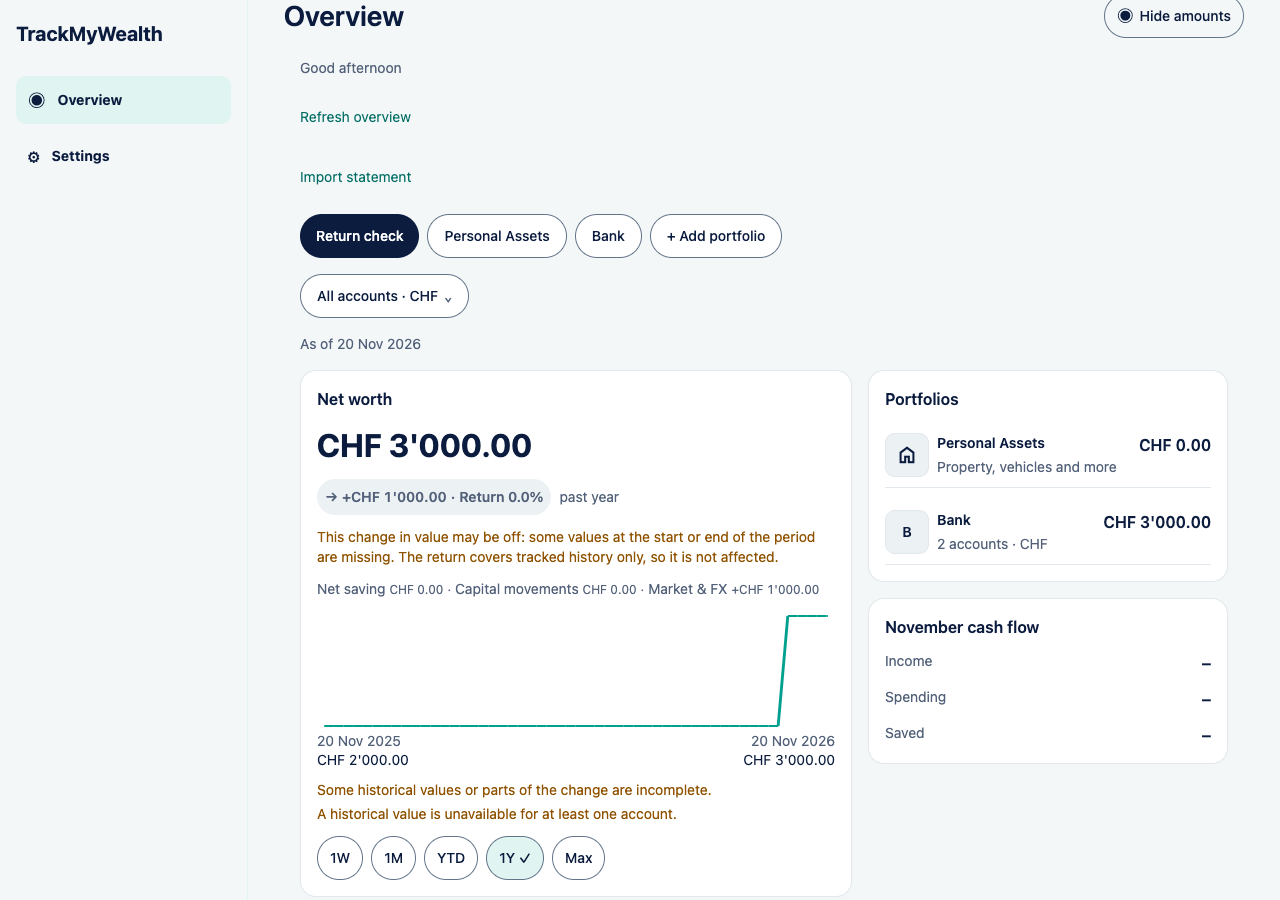 TrackMyWealth
Overview
Settings
Overview
Hide amounts
Good afternoon
Refresh overview
Import statement
Return check
Personal Assets
Bank
+ Add portfolio
All accounts · CHF
As of 20 Nov 2026
Net worth
CHF 3'000.00
→ +CHF 1'000.00 · Return 0.0% past year
This change in value may be off: some values at the start or end of the period
are missing. The return covers tracked history only, so it is not affected.
Net saving CHF 0.00 · Capital movements CHF 0.00 · Market & FX +CHF 1'000.00
20 Nov 2025
20 Nov 2026
CHF 2'000.00
CHF 3'000.00
Some historical values or parts of the change are incomplete.
A historical value is unavailable for at least one account.
1W
1M
YTD
1Y ✓
Max
Portfolios
Personal Assets
CHF 0.00
Property, vehicles and more
B
Bank
CHF 3'000.00
2 accounts · CHF
November cash flow
Income –
Spending –
Saved –